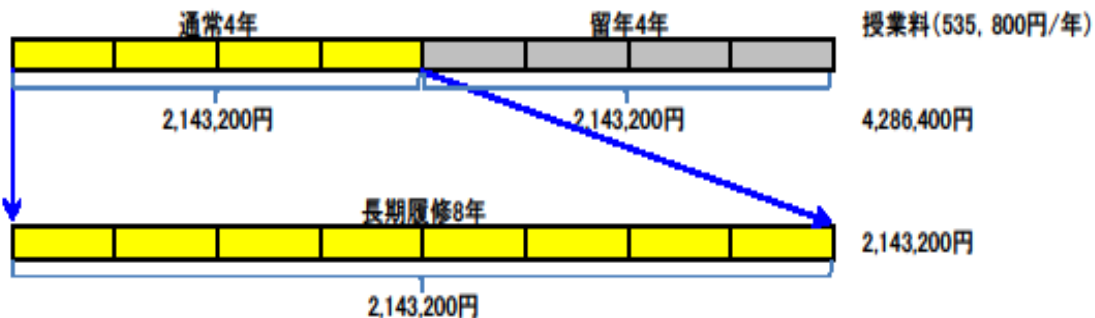 通常4年 留年4年 授業料(535, 800円/年)
2,143,200円 2,143,200円 4,286,400円
長期履修8年
2,143,200円
2,143,200円